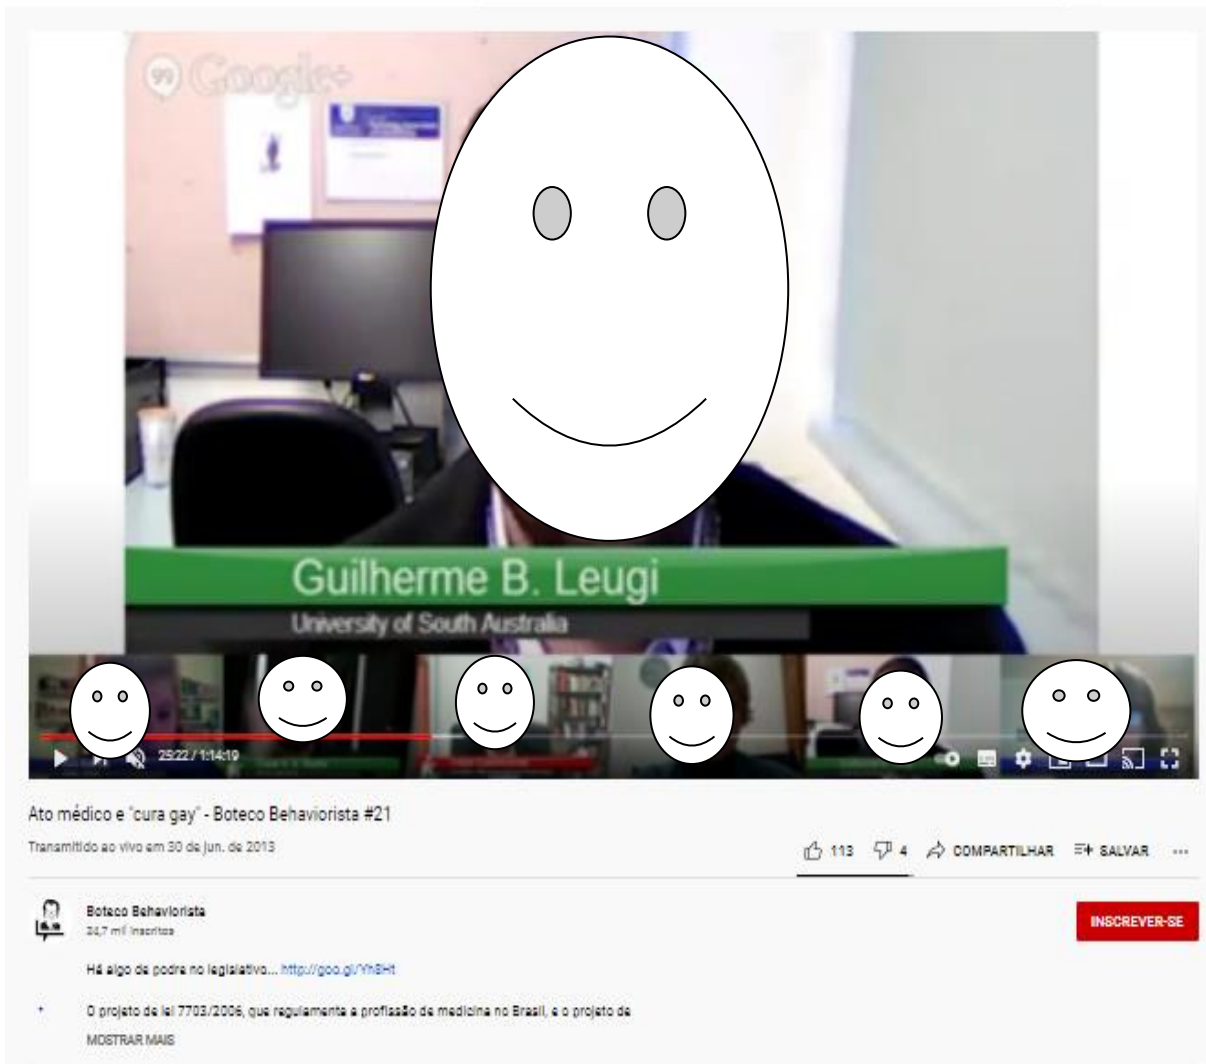 Google+
Guilherme B. Leugi
University of South Australia
25:22 / 1:14:19
Ato médico e "cura gay" - Boteco Behaviorista #21
Transmitido ao vivo em 30 de jun. de 2013
113
4
COMPARTILHAR
SALVAR
Boteco Behaviorista
24,7 mil inscritos
INSCREVER-SE
Há algo de podre no legislativo... http://goo.gl/
O projeto de lei 7703/2006, que regulamenta a profissão de medicina no Brasil, e o projeto de
MOSTRAR MAIS